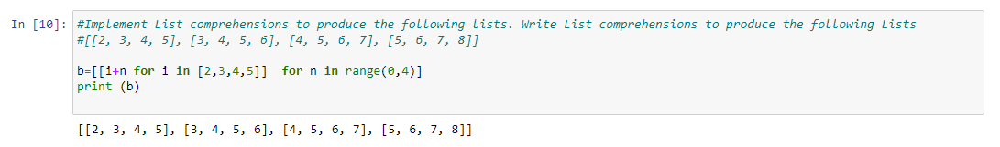 In [10]: #Implement List comprehensions to produce the following lists. Write List comprehensions to produce the following Lists
#[[2, 3, 4, 5], [3, 4, 5, 6], [4, 5, 6, 7], [5, 6, 7, 8]]
b=[[i+n for i in [2,3,4,5]]  for n in range(0,4)]
print (b)
[[2, 3, 4, 5], [3, 4, 5, 6], [4, 5, 6, 7], [5, 6, 7, 8]]